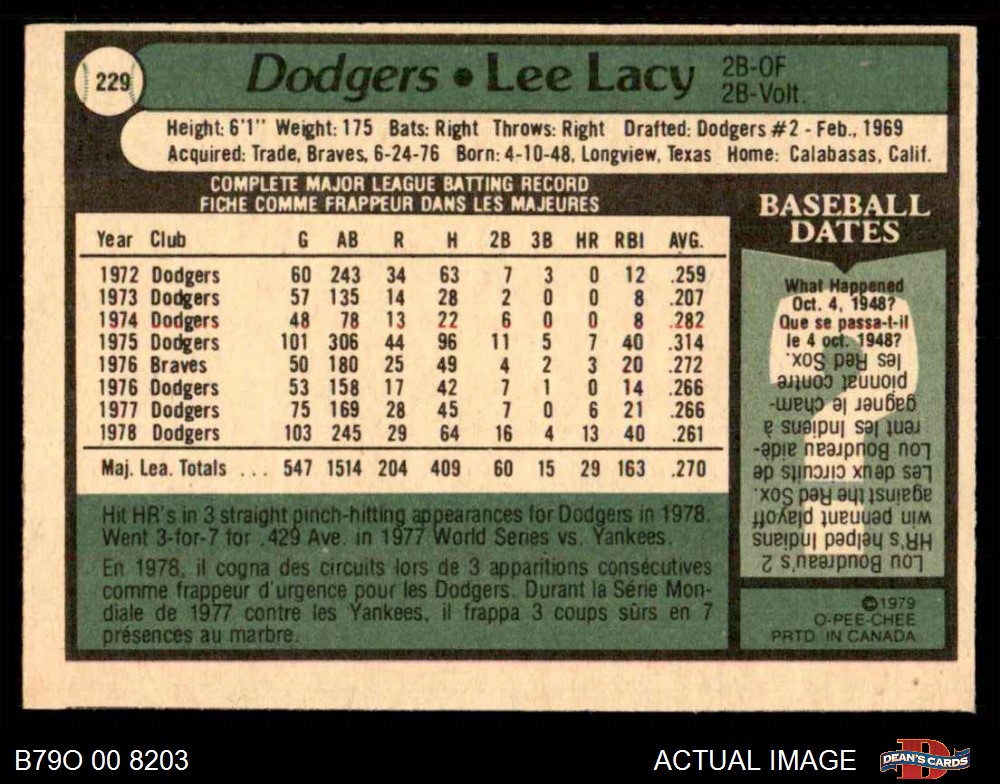 229
Dodgers • Lee Lacy
2B-OF
2B-Volt.
Height: 6'1" Weight: 175 Bats: Right Throws: Right Drafted: Dodgers #2 - Feb., 1969
Acquired: Trade, Braves, 6-24-76 Born: 4-10-48, Longview, Texas Home: Calabasas, Calif.
COMPLETE MAJOR LEAGUE BATTING RECORD
FICHE COMME FRAPPEUR DANS LES MAJEURES
Year Club G AB R H 2B 3B HR RBI AVG.
1972 Dodgers 60 243 34 63 7 3 0 12 .259
1973 Dodgers 57 135 14 28 2 0 0 8 .207
1974 Dodgers 48 78 13 22 6 0 0 8 .282
1975 Dodgers 101 306 44 96 11 5 7 40 .314
1976 Braves 50 180 25 49 4 2 3 20 .272
1976 Dodgers 53 158 17 42 7 1 0 14 .266
1977 Dodgers 75 169 28 45 7 0 6 21 .266
1978 Dodgers 103 245 29 64 16 4 13 40 .261
Maj. Lea. Totals ... 547 1514 204 409 60 15 29 163 .270
Hit HR's in 3 straight pinch-hitting appearances for Dodgers in 1978.
Went 3-for-7 for .429 Ave. in 1977 World Series vs. Yankees.
En 1978, il cogna des circuits lors de 3 apparitions consécutives
comme frappeur d'urgence pour les Dodgers. Durant la Série Mon-
diale de 1977 contre les Yankees, il frappa 3 coups sûrs en 7
présences au marbre.
BASEBALL
DATES
What Happened
Oct. 4, 1948?
Que se passa-t-il
le 4 oct. 1948?
Lou Boudreau's 2
HR's helped Indians
win pennant playoff
against the Red Sox.
Les deux circuits de
Lou Boudreau aide-
rent les Indiens à
gagner le cham-
pionnat contre
les Red Sox.
©1979
O-PEE-CHEE
PRTD. IN CANADA
B79O 00 8203
ACTUAL IMAGE
DEAN'S CARDS